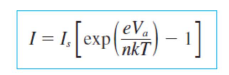 I = I_s [ exp( eV_a / nkT ) − 1 ]